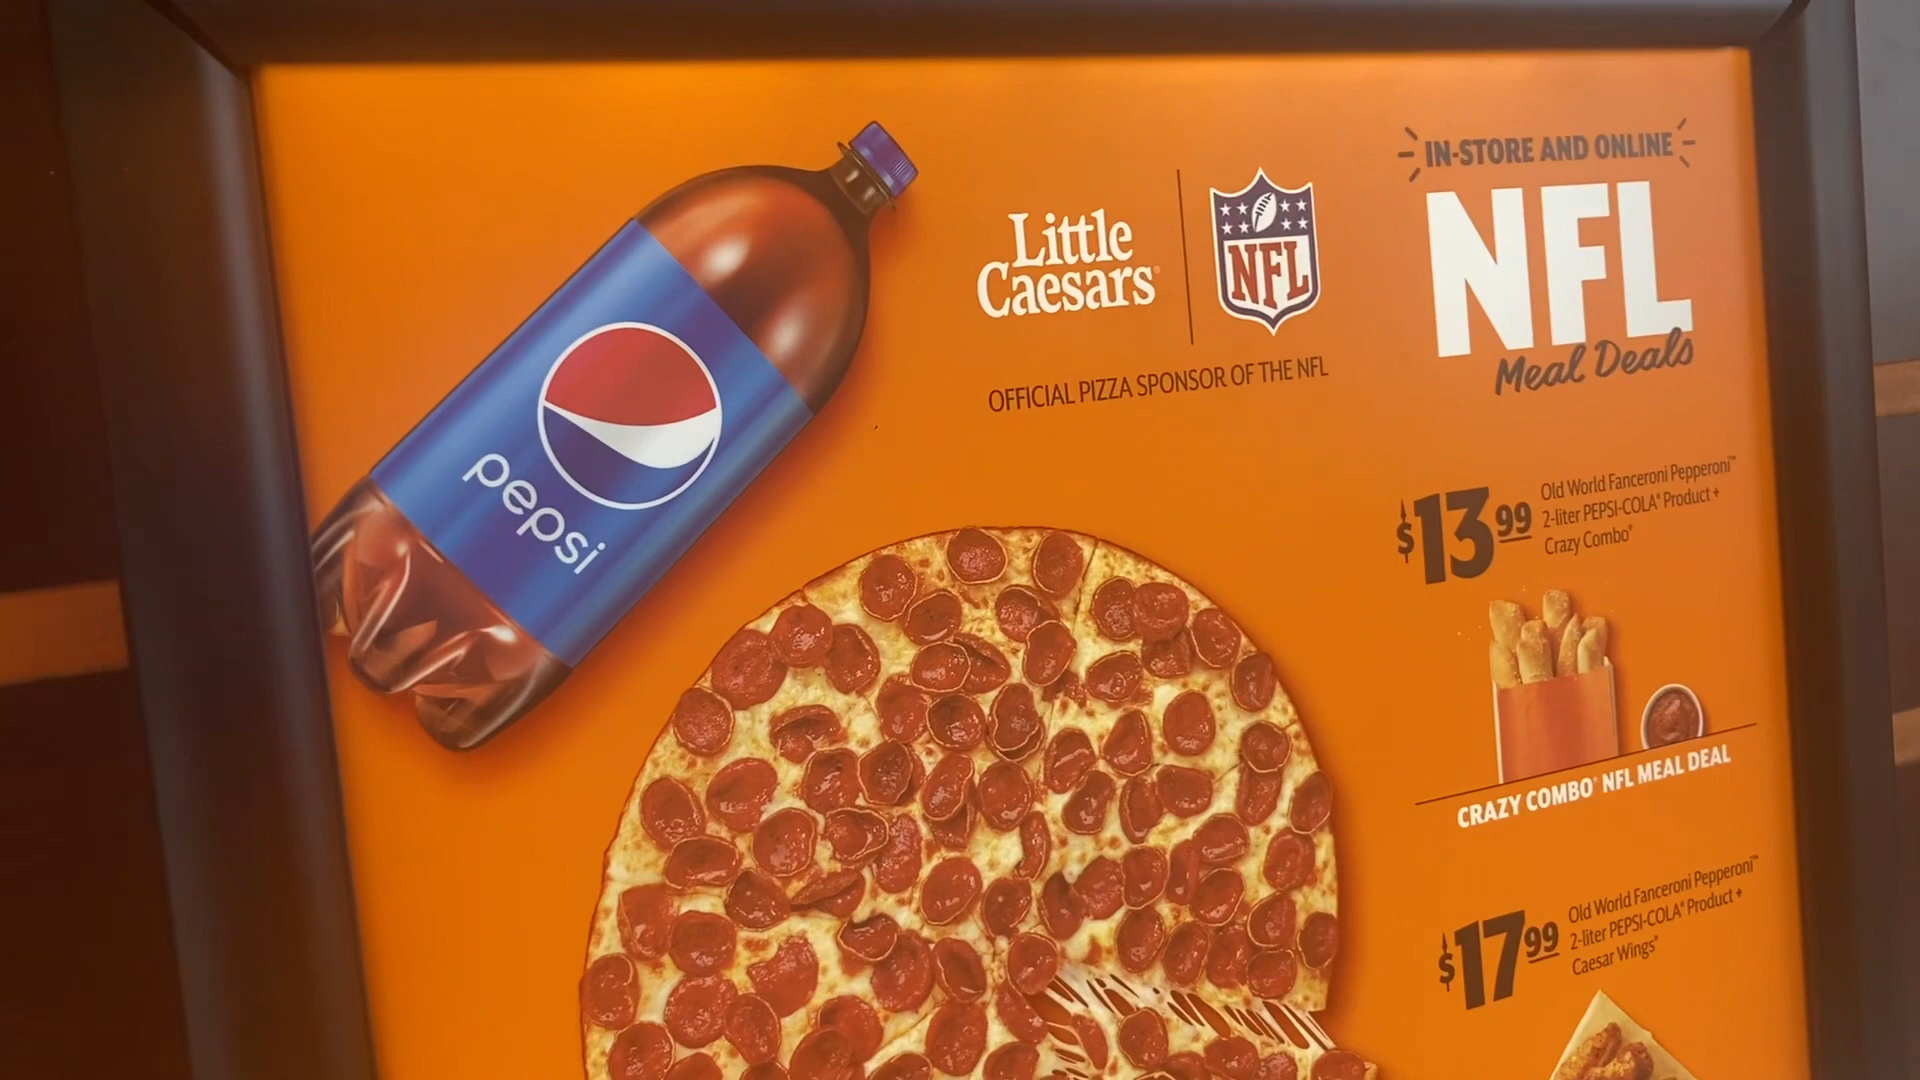 pepsi
Little
Caesars®
NFL
OFFICIAL PIZZA SPONSOR OF THE NFL
IN-STORE AND ONLINE
NFL
Meal Deals
$13.99
Old World Fanceroni Pepperoni™
2-liter PEPSI-COLA® Product +
Crazy Combo®
CRAZY COMBO® NFL MEAL DEAL
$17.99
Old World Fanceroni Pepperoni™
2-liter PEPSI-COLA® Product +
Caesar Wings®